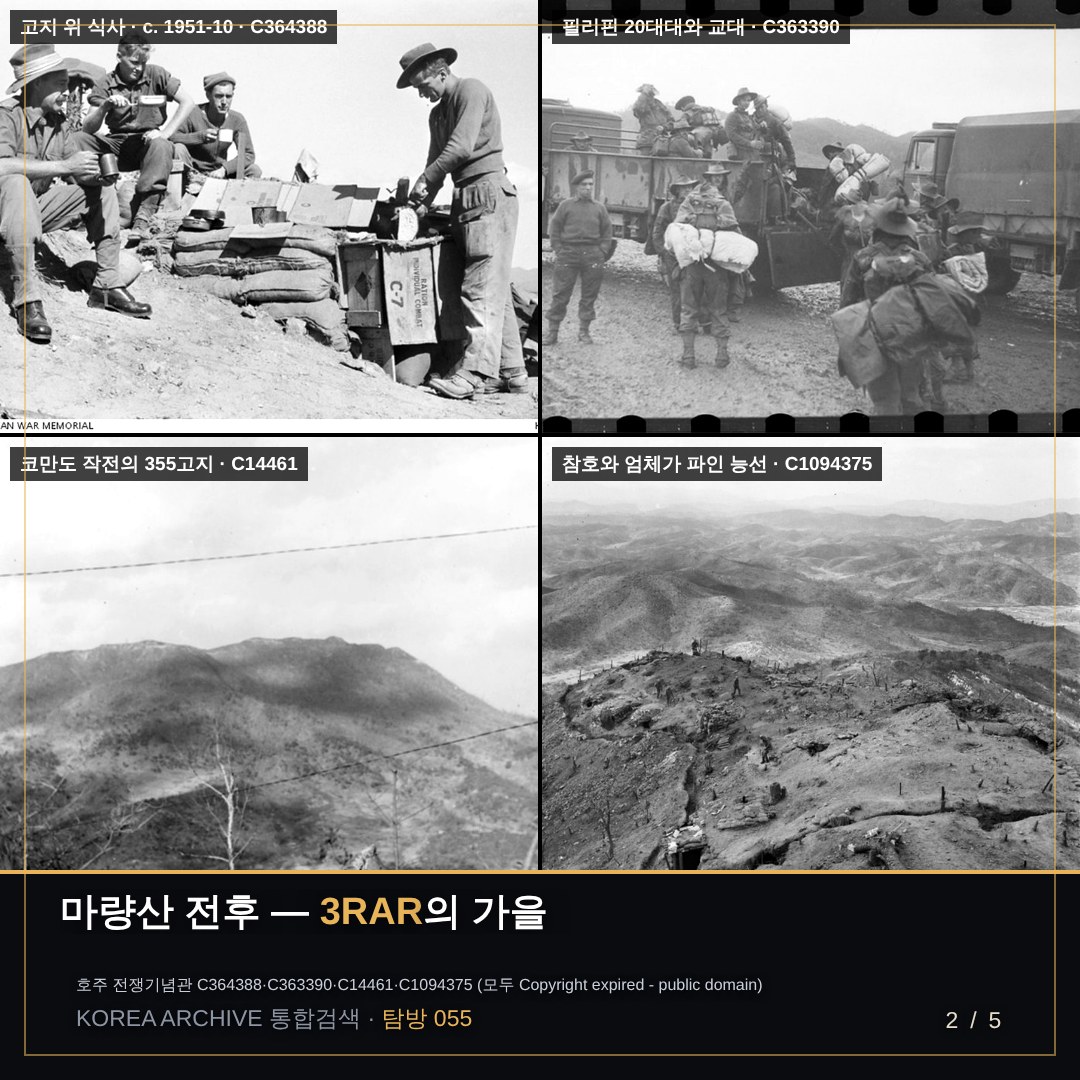 고지 위 식사 · c. 1951-10 · C364388
필리핀 20대대와 교대 · C363390
RATION
INDIVIDUAL COMBAT
C-7
AN WAR MEMORIAL
코만도 작전의 355고지 · C14461
참호와 엄체가 파인 능선 · C1094375
마량산 전후 — 3RAR의 가을
호주 전쟁기념관 C364388·C363390·C14461·C1094375 (모두 Copyright expired - public domain)
KOREA ARCHIVE 통합검색 · 탐방 055
2 / 5